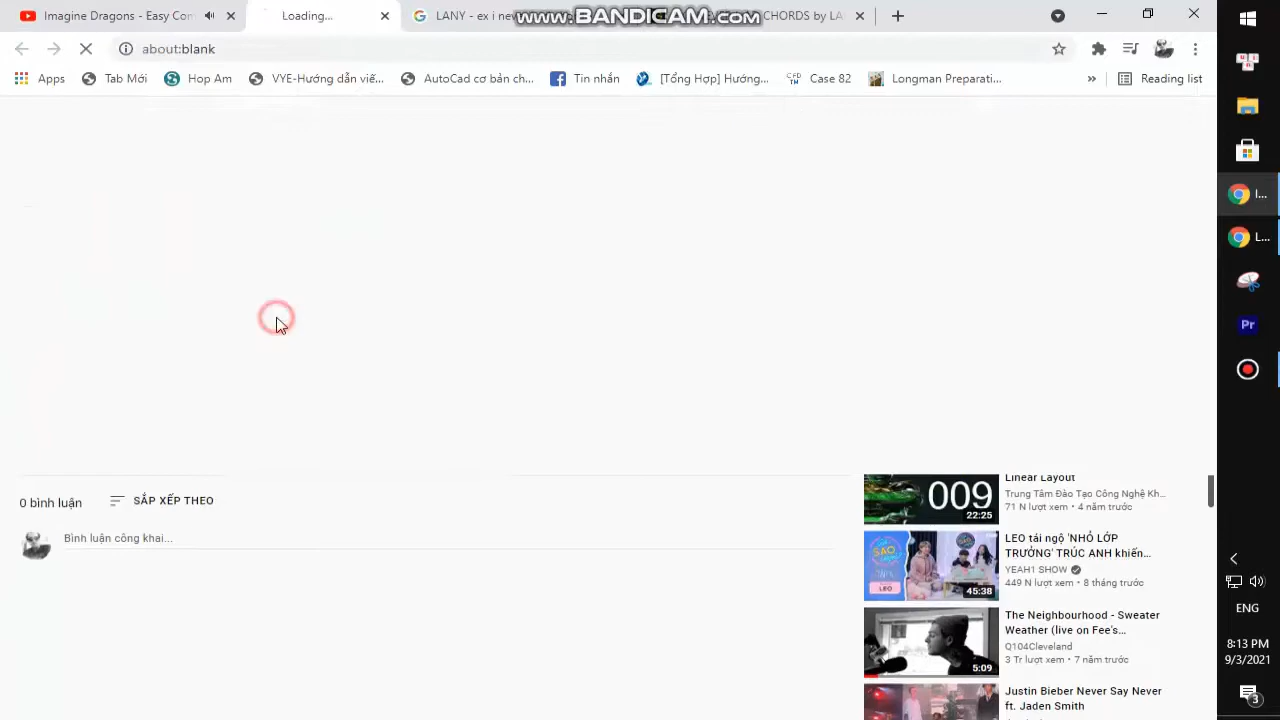 Imagine Dragons - Easy Con
Loading...
LANY - ex i nev
www.BANDICAM.com
CHORDS by LA
about:blank
Apps
Tab Mới
Hop Am
VYE-Hướng dẫn viế...
AutoCad cơ bản ch...
Tin nhắn
[Tổng Hợp] Hướng...
Case 82
Longman Preparati...
»
Reading list
I...
L...
Pr
0 bình luận
SẮP XẾP THEO
Bình luận công khai...
009
22:25
Linear Layout
Trung Tâm Đào Tạo Công Nghệ Kh...
71 N lượt xem • 4 năm trước
LEO
45:38
LEO tái ngộ 'NHỎ LỚP
TRƯỞNG' TRÚC ANH khiến...
YEAH1 SHOW
449 N lượt xem • 8 tháng trước
5:09
The Neighbourhood - Sweater
Weather (live on Fee's...
Q104Cleveland
3 Tr lượt xem • 7 năm trước
Justin Bieber Never Say Never
ft. Jaden Smith
ENG
8:13 PM
9/3/2021
3